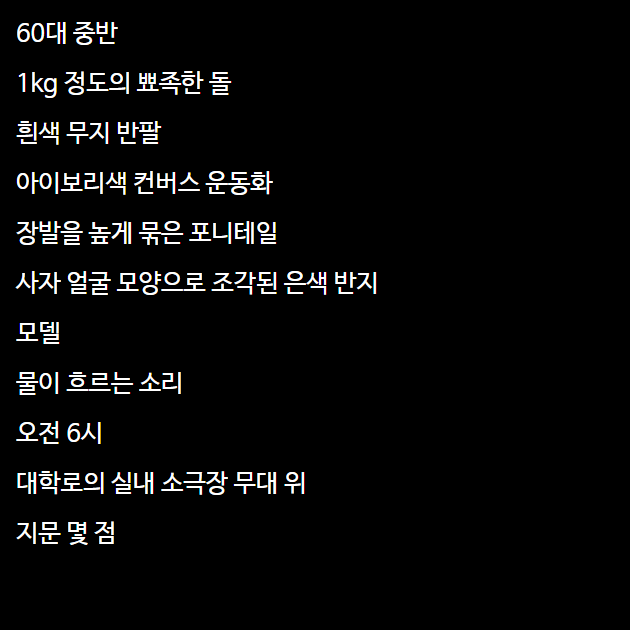 60대 중반
1kg 정도의 뾰족한 돌
흰색 무지 반팔
아이보리색 컨버스 운동화
장발을 높게 묶은 포니테일
사자 얼굴 모양으로 조각된 은색 반지
모델
물이 흐르는 소리
오전 6시
대학로의 실내 소극장 무대 위
지문 몇 점